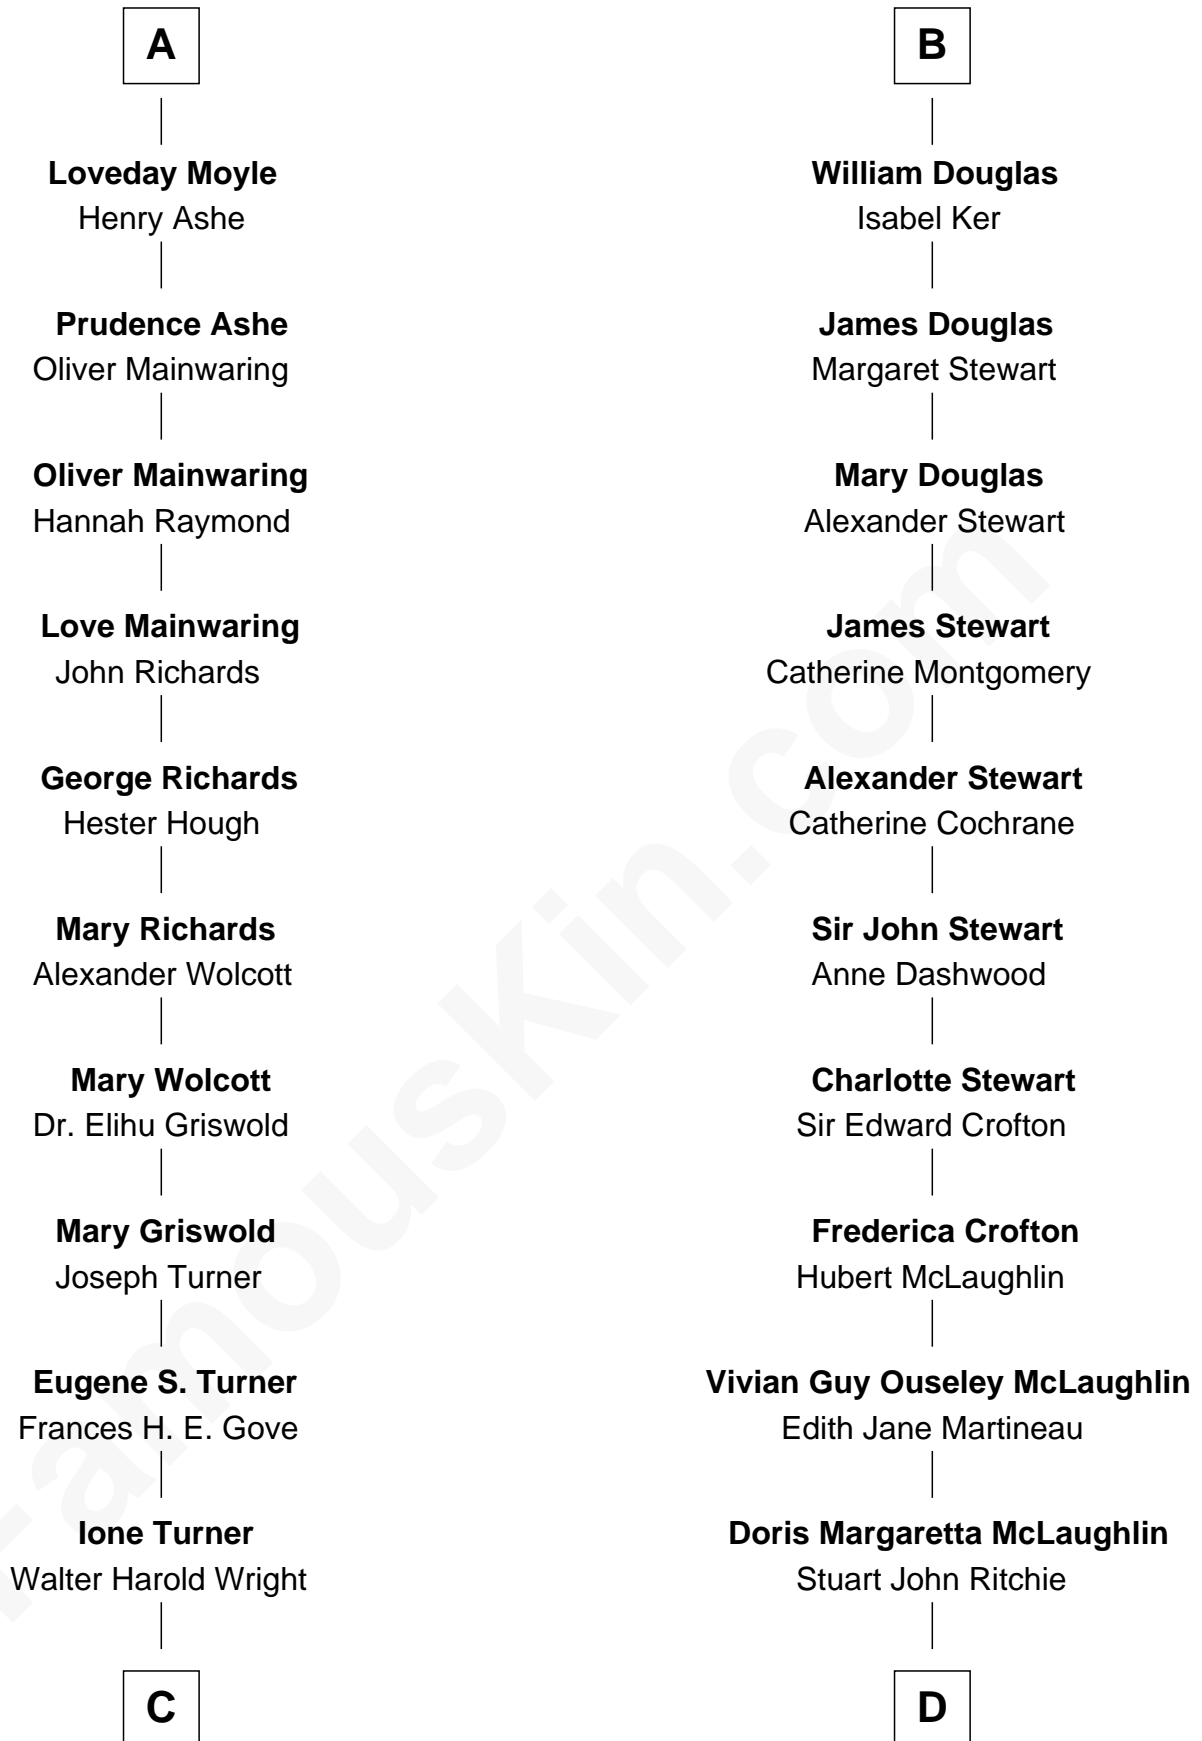 A
Loveday Moyle
Henry Ashe
Prudence Ashe
Oliver Mainwaring
Oliver Mainwaring
Hannah Raymond
Love Mainwaring
John Richards
George Richards
Hester Hough
Mary Richards
Alexander Wolcott
Mary Wolcott
Dr. Elihu Griswold
Mary Griswold
Joseph Turner
Eugene S. Turner
Frances H. E. Gove
Ione Turner
Walter Harold Wright
C
B
William Douglas
Isabel Ker
James Douglas
Margaret Stewart
Mary Douglas
Alexander Stewart
James Stewart
Catherine Montgomery
Alexander Stewart
Catherine Cochrane
Sir John Stewart
Anne Dashwood
Charlotte Stewart
Sir Edward Crofton
Frederica Crofton
Hubert McLaughlin
Vivian Guy Ouseley McLaughlin
Edith Jane Martineau
Doris Margaretta McLaughlin
Stuart John Ritchie
D
FamousKin.com